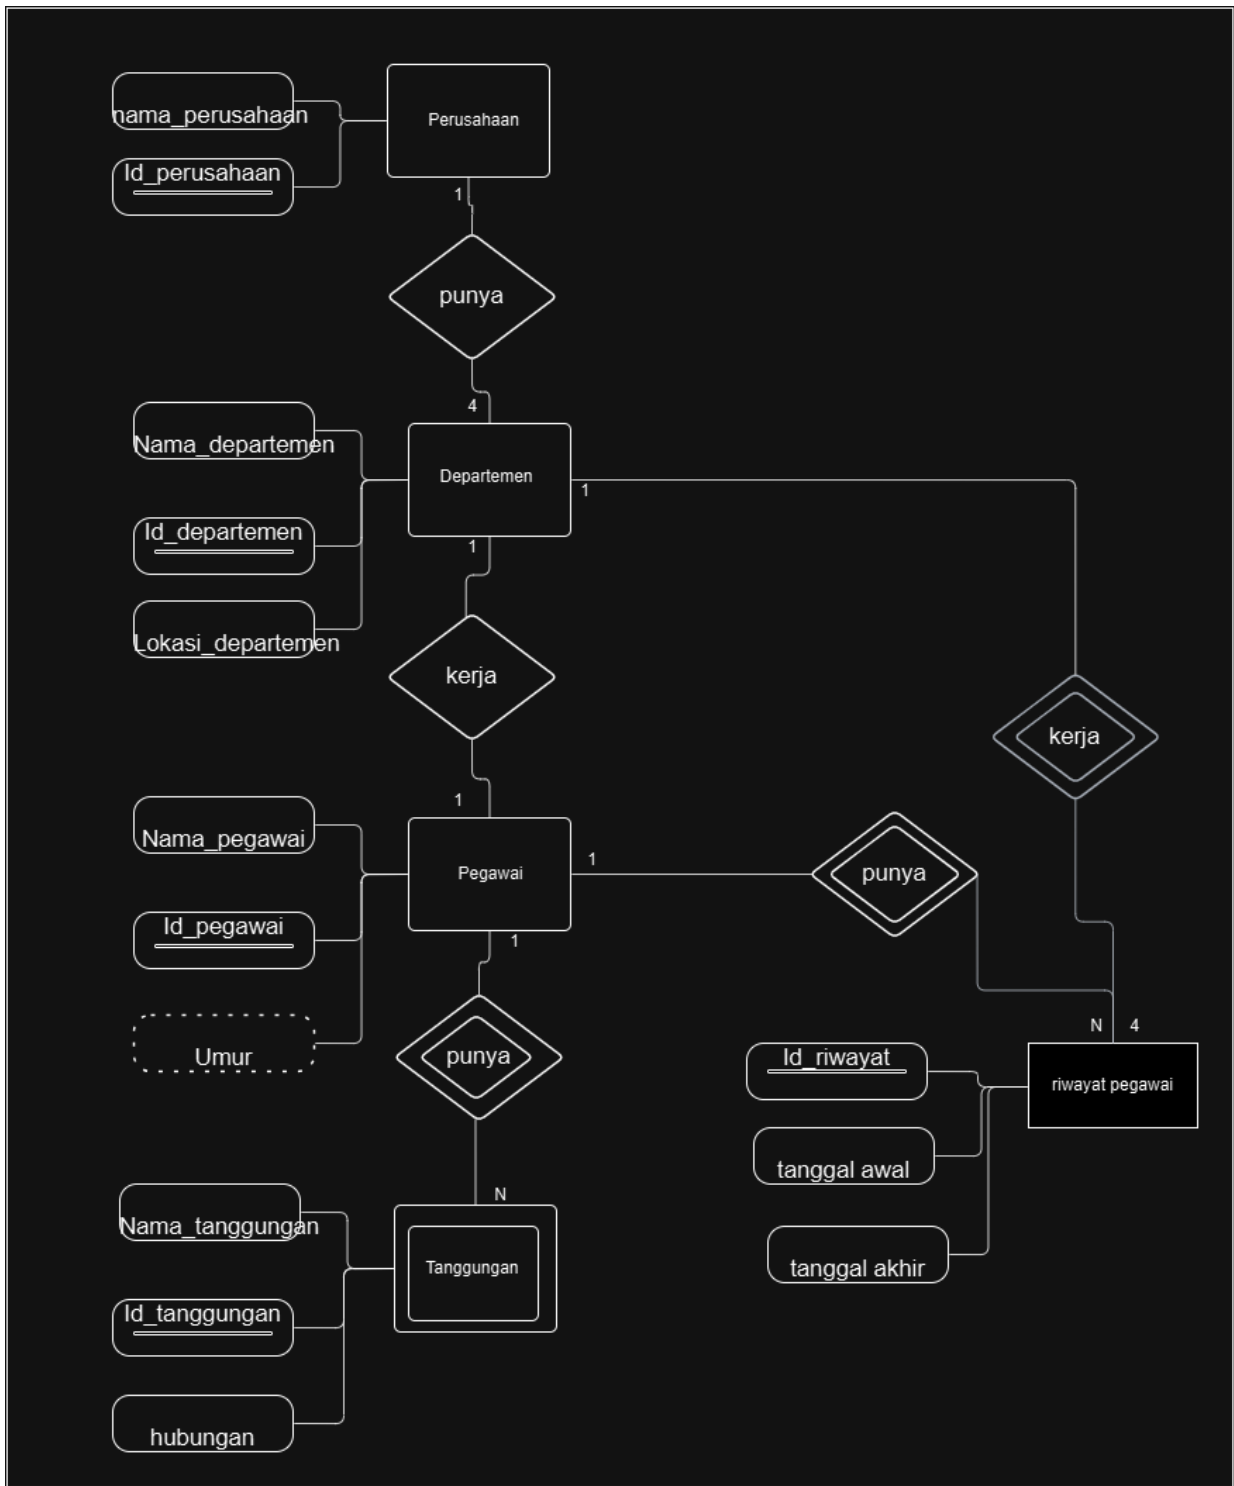 nama_perusahaan
Perusahaan
Id_perusahaan
1
punya
4
Nama_departemen
Departemen
1
Id_departemen
1
Lokasi_departemen
kerja
kerja
1
Nama_pegawai
1
Pegawai
punya
Id_pegawai
1
Umur
punya
N 4
Id_riwayat
riwayat pegawai
tanggal awal
N
Nama_tanggungan
Tanggungan
tanggal akhir
Id_tanggungan
hubungan